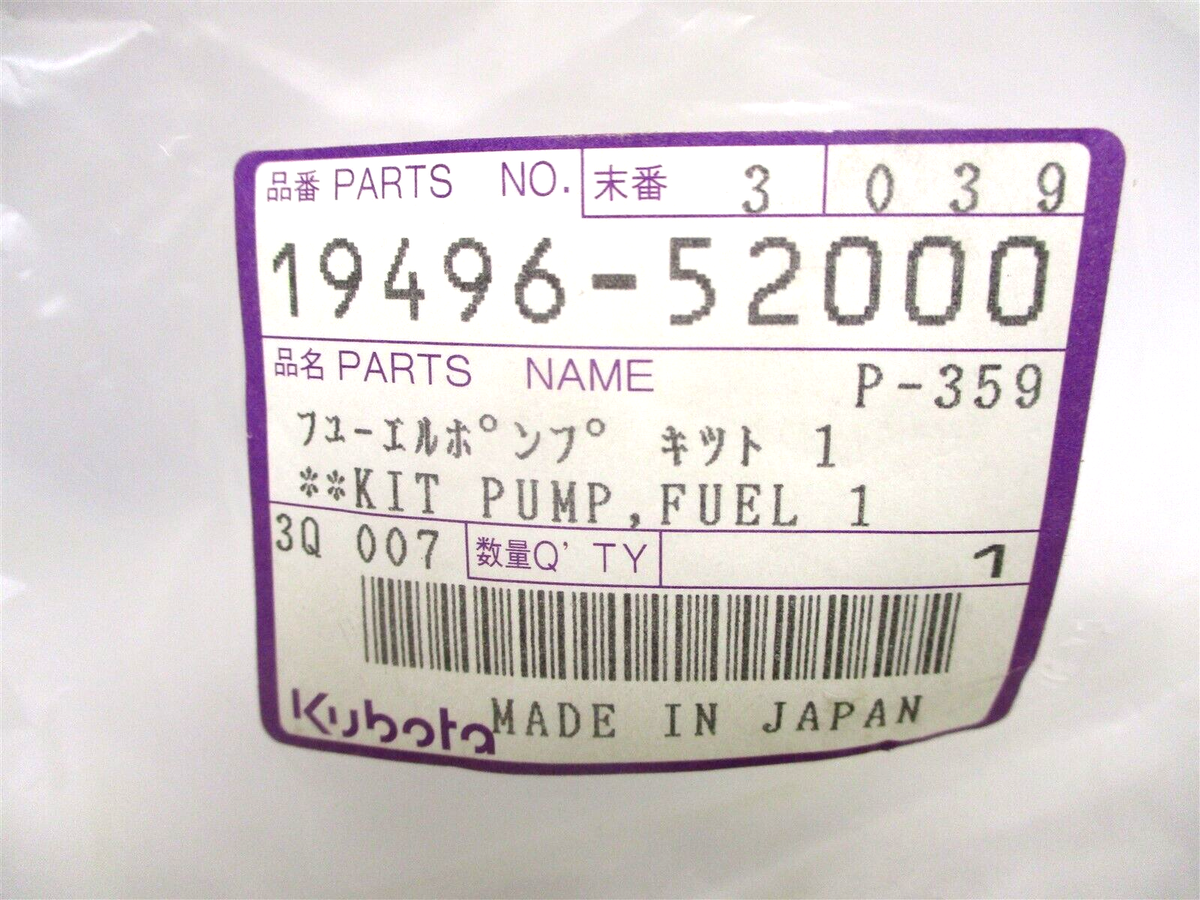 品番 PARTS NO. 末番 3 039
19496-52000
品名 PARTS NAME P-359
フユーエルポンプ キツト 1
**KIT PUMP,FUEL 1
3Q 007 数量Q'TY 1
Kubota MADE IN JAPAN